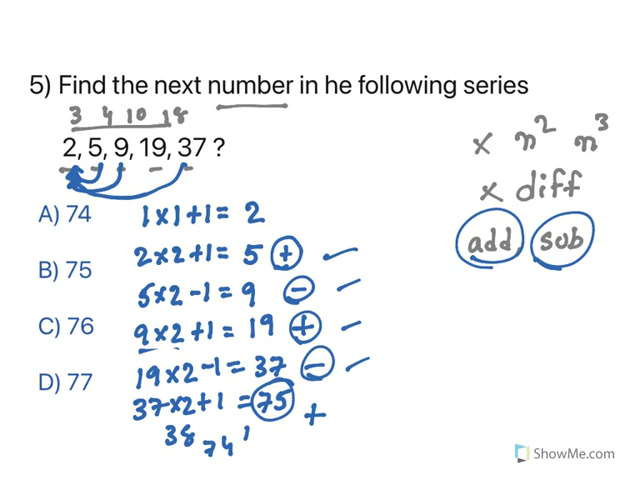 5) Find the next number in he following series
3 4 10 18
2, 5, 9, 19, 37 ?
× n² n³
× diff
add sub
A) 74
B) 75
C) 76
D) 77
1×1+1= 2
2×2+1= 5 +
5×2-1= 9 -
9×2+1= 19 +
19×2-1= 37 -
37×2+1 = 75 +
38 74 1
ShowMe.com